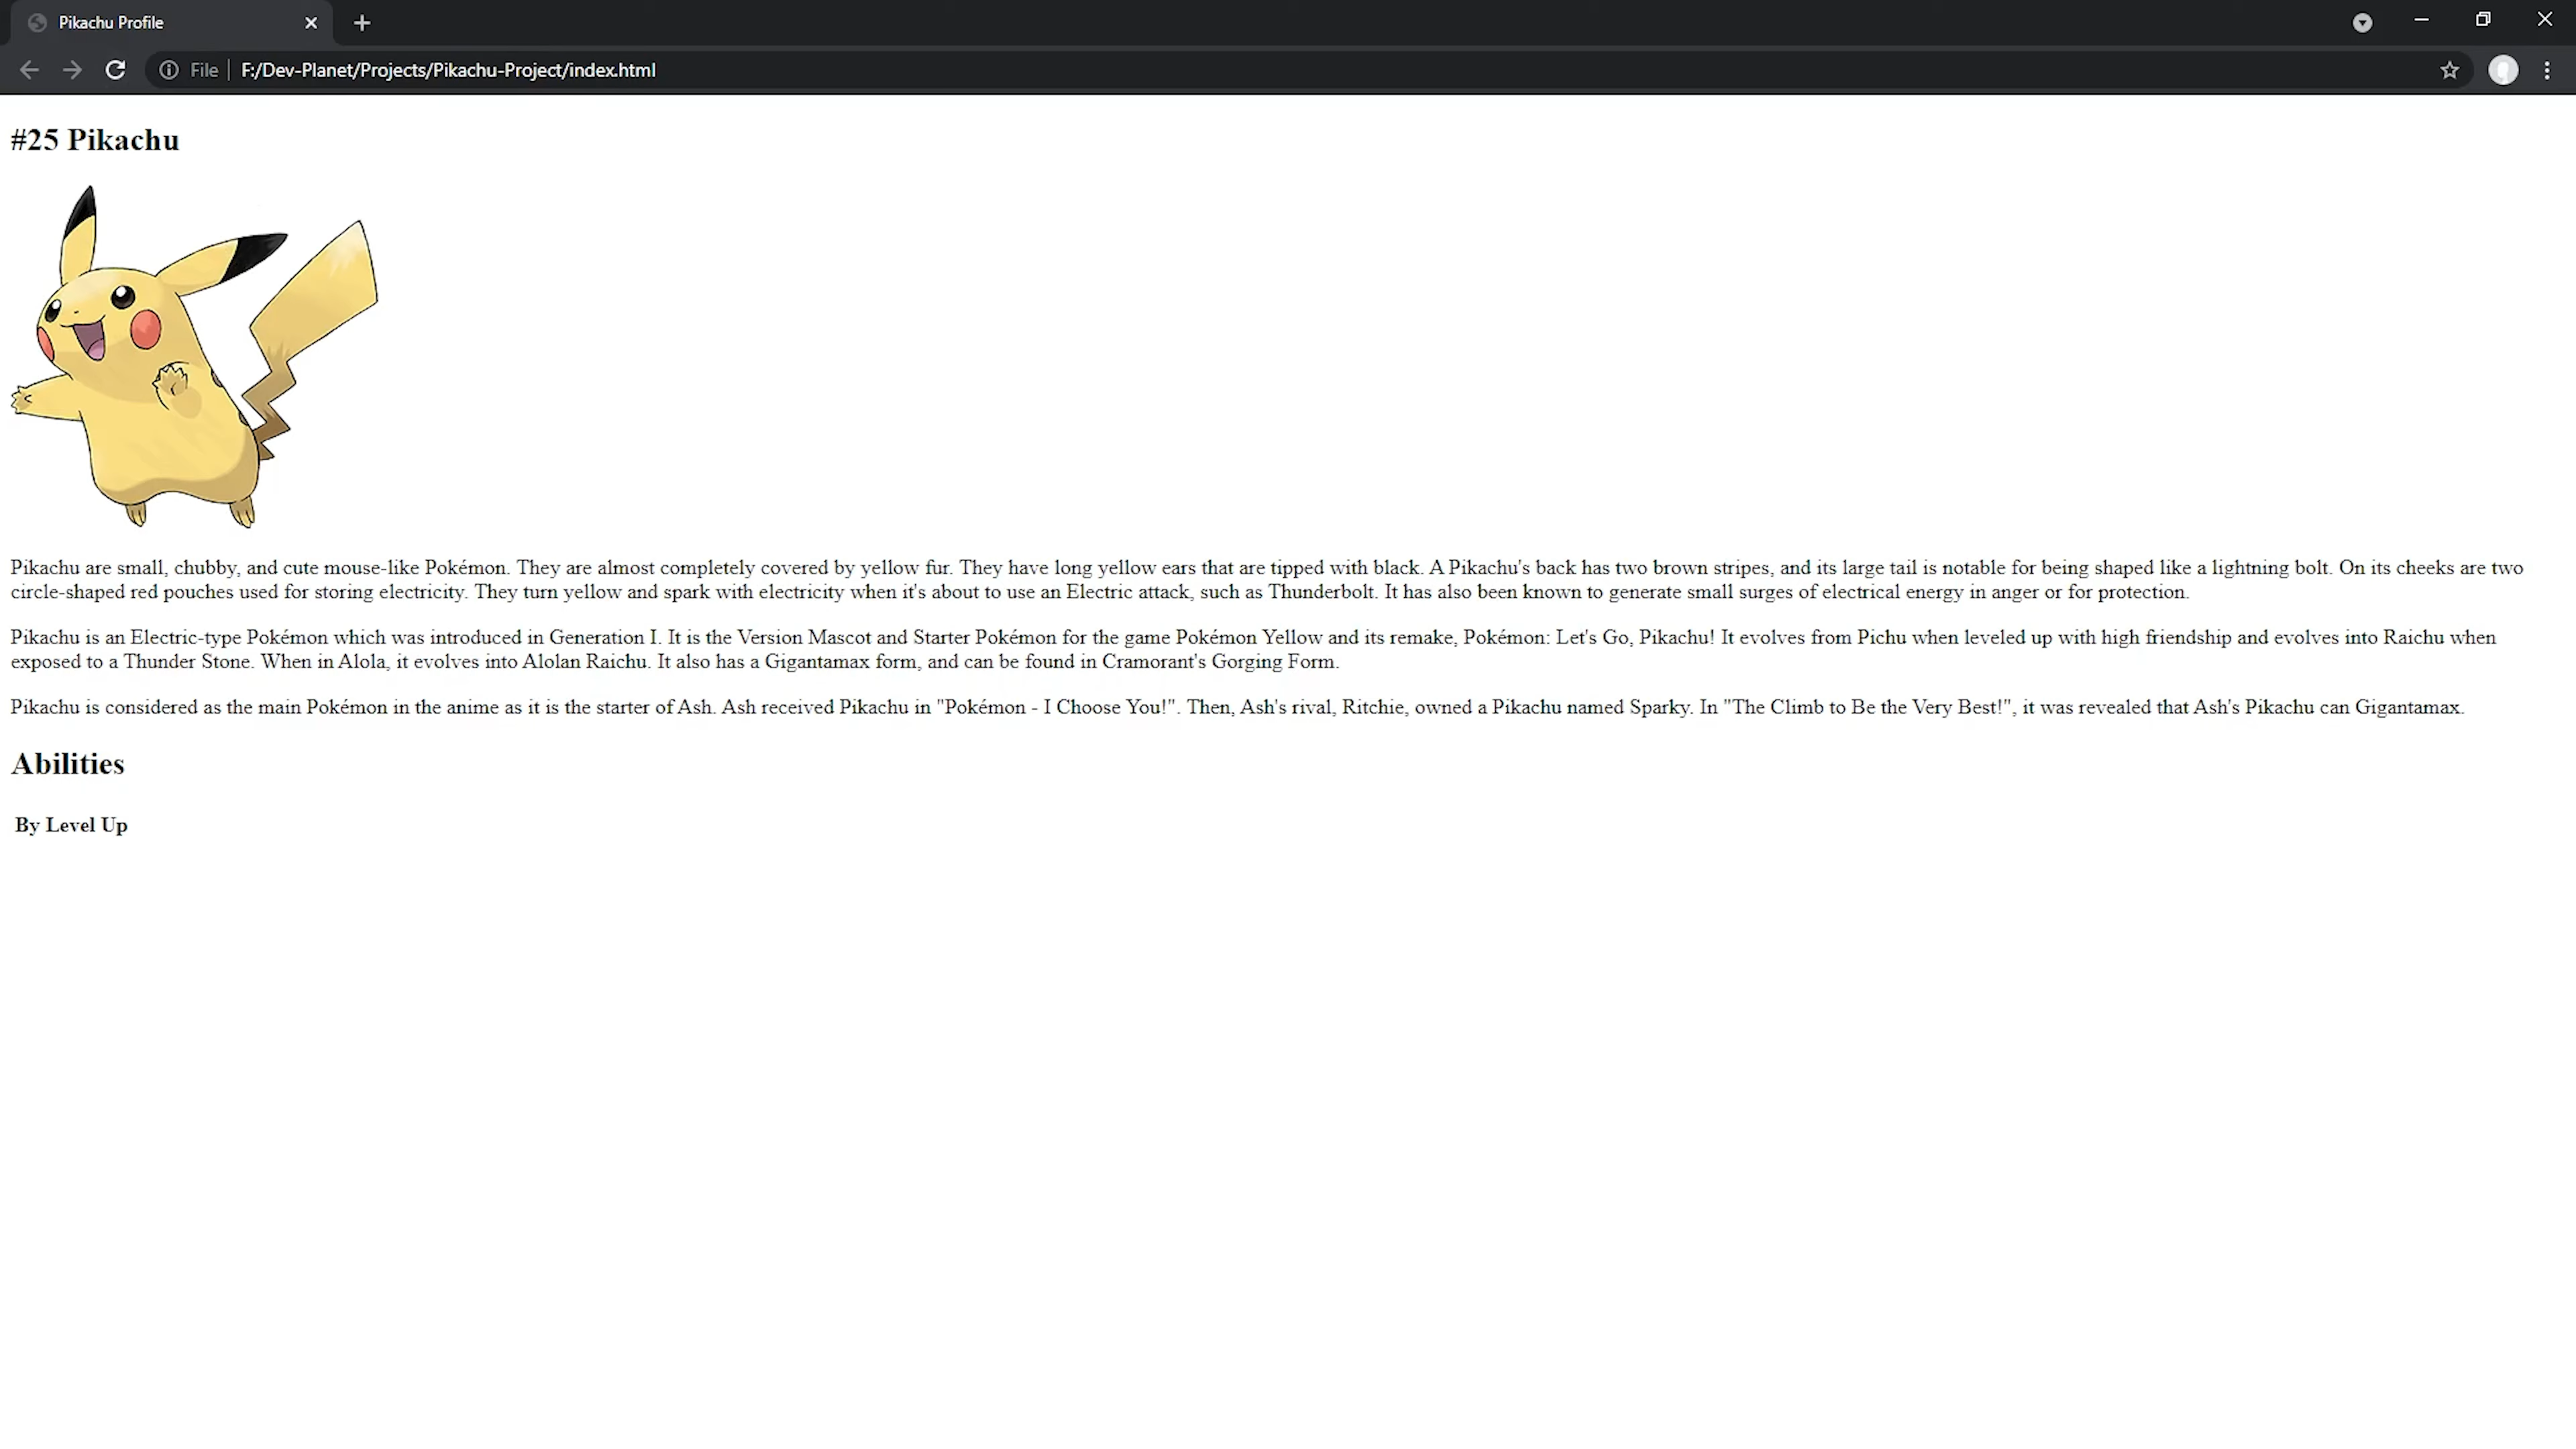 Pikachu Profile
File
F:/Dev-Planet/Projects/Pikachu-Project/index.html
#25 Pikachu
Pikachu are small, chubby, and cute mouse-like Pokémon. They are almost completely covered by yellow fur. They have long yellow ears that are tipped with black. A Pikachu's back has two brown stripes, and its large tail is notable for being shaped like a lightning bolt. On its cheeks are two
circle-shaped red pouches used for storing electricity. They turn yellow and spark with electricity when it's about to use an Electric attack, such as Thunderbolt. It has also been known to generate small surges of electrical energy in anger or for protection.
Pikachu is an Electric-type Pokémon which was introduced in Generation I. It is the Version Mascot and Starter Pokémon for the game Pokémon Yellow and its remake, Pokémon: Let's Go, Pikachu! It evolves from Pichu when leveled up with high friendship and evolves into Raichu when
exposed to a Thunder Stone. When in Alola, it evolves into Alolan Raichu. It also has a Gigantamax form, and can be found in Cramorant's Gorging Form.
Pikachu is considered as the main Pokémon in the anime as it is the starter of Ash. Ash received Pikachu in "Pokémon - I Choose You!". Then, Ash's rival, Ritchie, owned a Pikachu named Sparky. In "The Climb to Be the Very Best!", it was revealed that Ash's Pikachu can Gigantamax.
Abilities
By Level Up